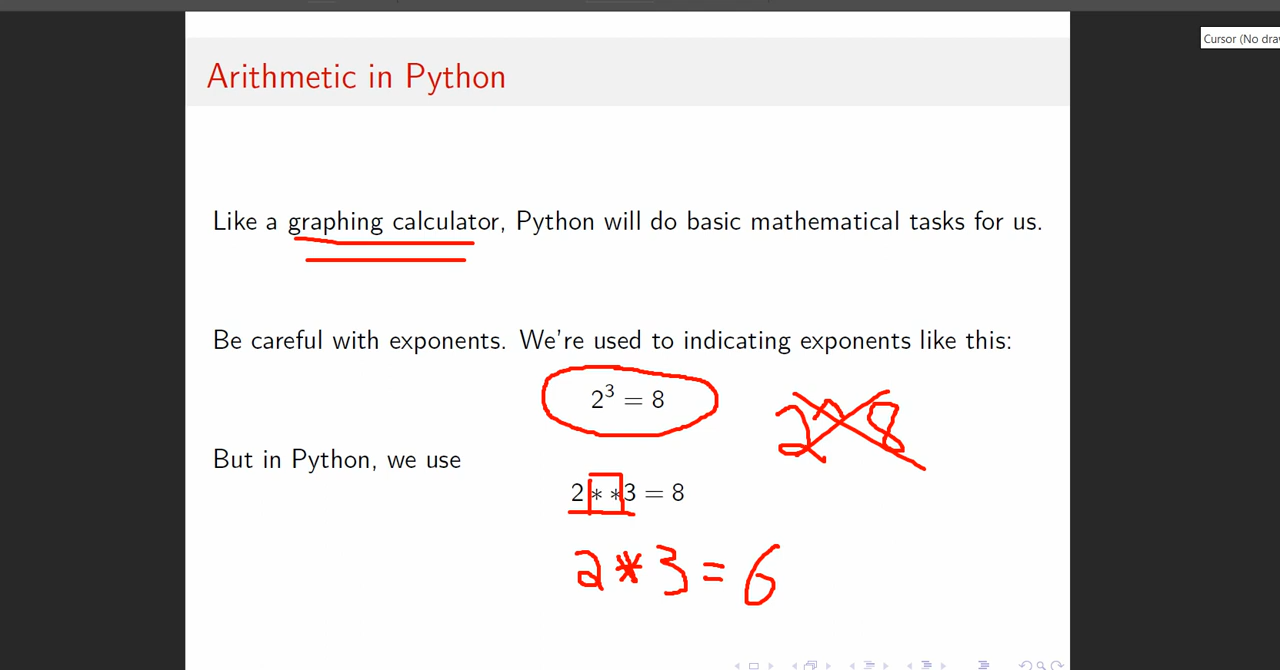 Cursor (No dra
Arithmetic in Python
Like a graphing calculator, Python will do basic mathematical tasks for us.
Be careful with exponents. We're used to indicating exponents like this:
2³ = 8
2^8
But in Python, we use
2 ∗ ∗3 = 8
2*3=6